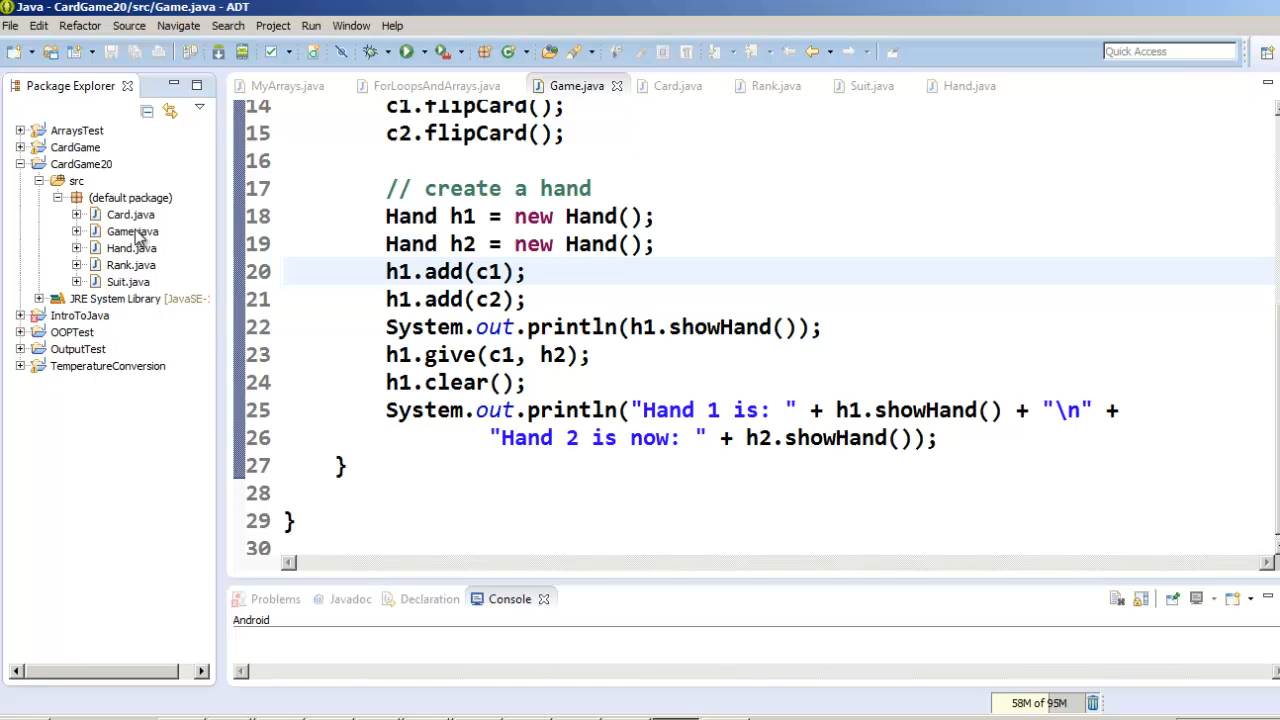 Java - CardGame20/src/Game.java - ADT
File Edit Refactor Source Navigate Search Project Run Window Help
Quick Access
Package Explorer
MyArrays.java ForLoopsAndArrays.java Game.java Card.java Rank.java Suit.java Hand.java
ArraysTest
CardGame
CardGame20
src
(default package)
Card.java
Game.java
Hand.java
Rank.java
Suit.java
JRE System Library [JavaSE-
IntroToJava
OOPTest
OutputTest
TemperatureConversion
14 c1.flipCard();
15 c2.flipCard();
16
17 // create a hand
18 Hand h1 = new Hand();
19 Hand h2 = new Hand();
20 h1.add(c1);
21 h1.add(c2);
22 System.out.println(h1.showHand());
23 h1.give(c1, h2);
24 h1.clear();
25 System.out.println("Hand 1 is: " + h1.showHand() + "\n" +
26 "Hand 2 is now: " + h2.showHand());
27 }
28
29 }
30
Problems Javadoc Declaration Console
Android
58M of 95M